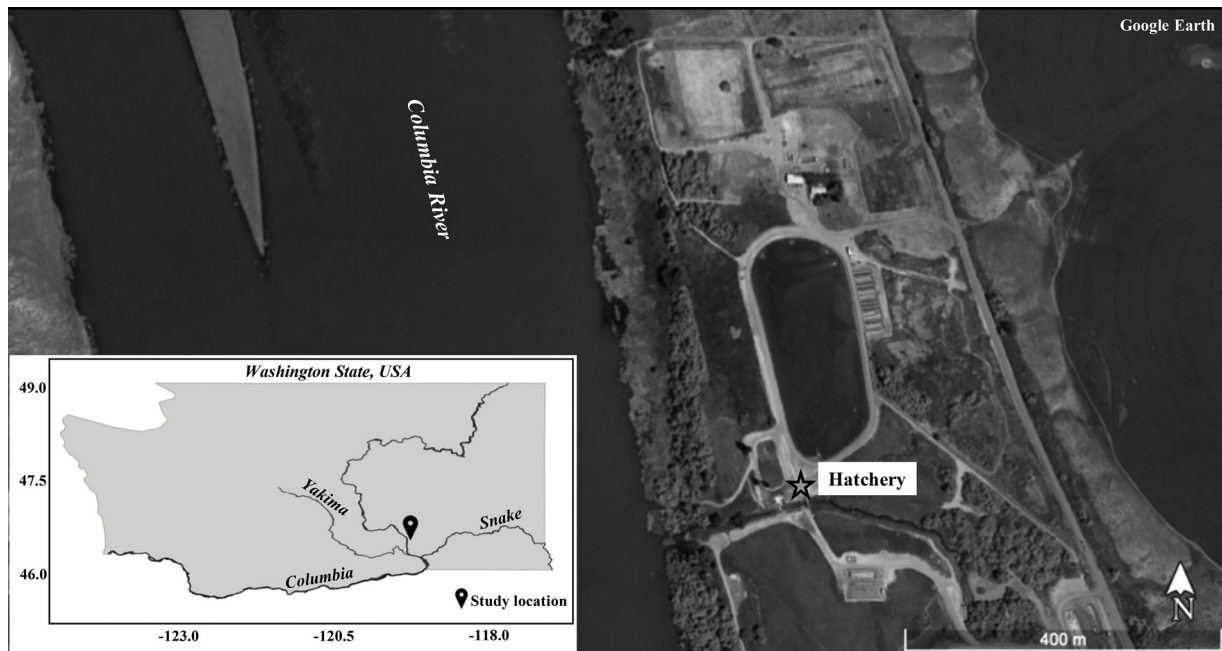 Google Earth
Columbia River
Hatchery
N
400 m
Washington State, USA
49.0
47.5
46.0
Yakima
Snake
Columbia
Study location
-123.0
-120.5
-118.0